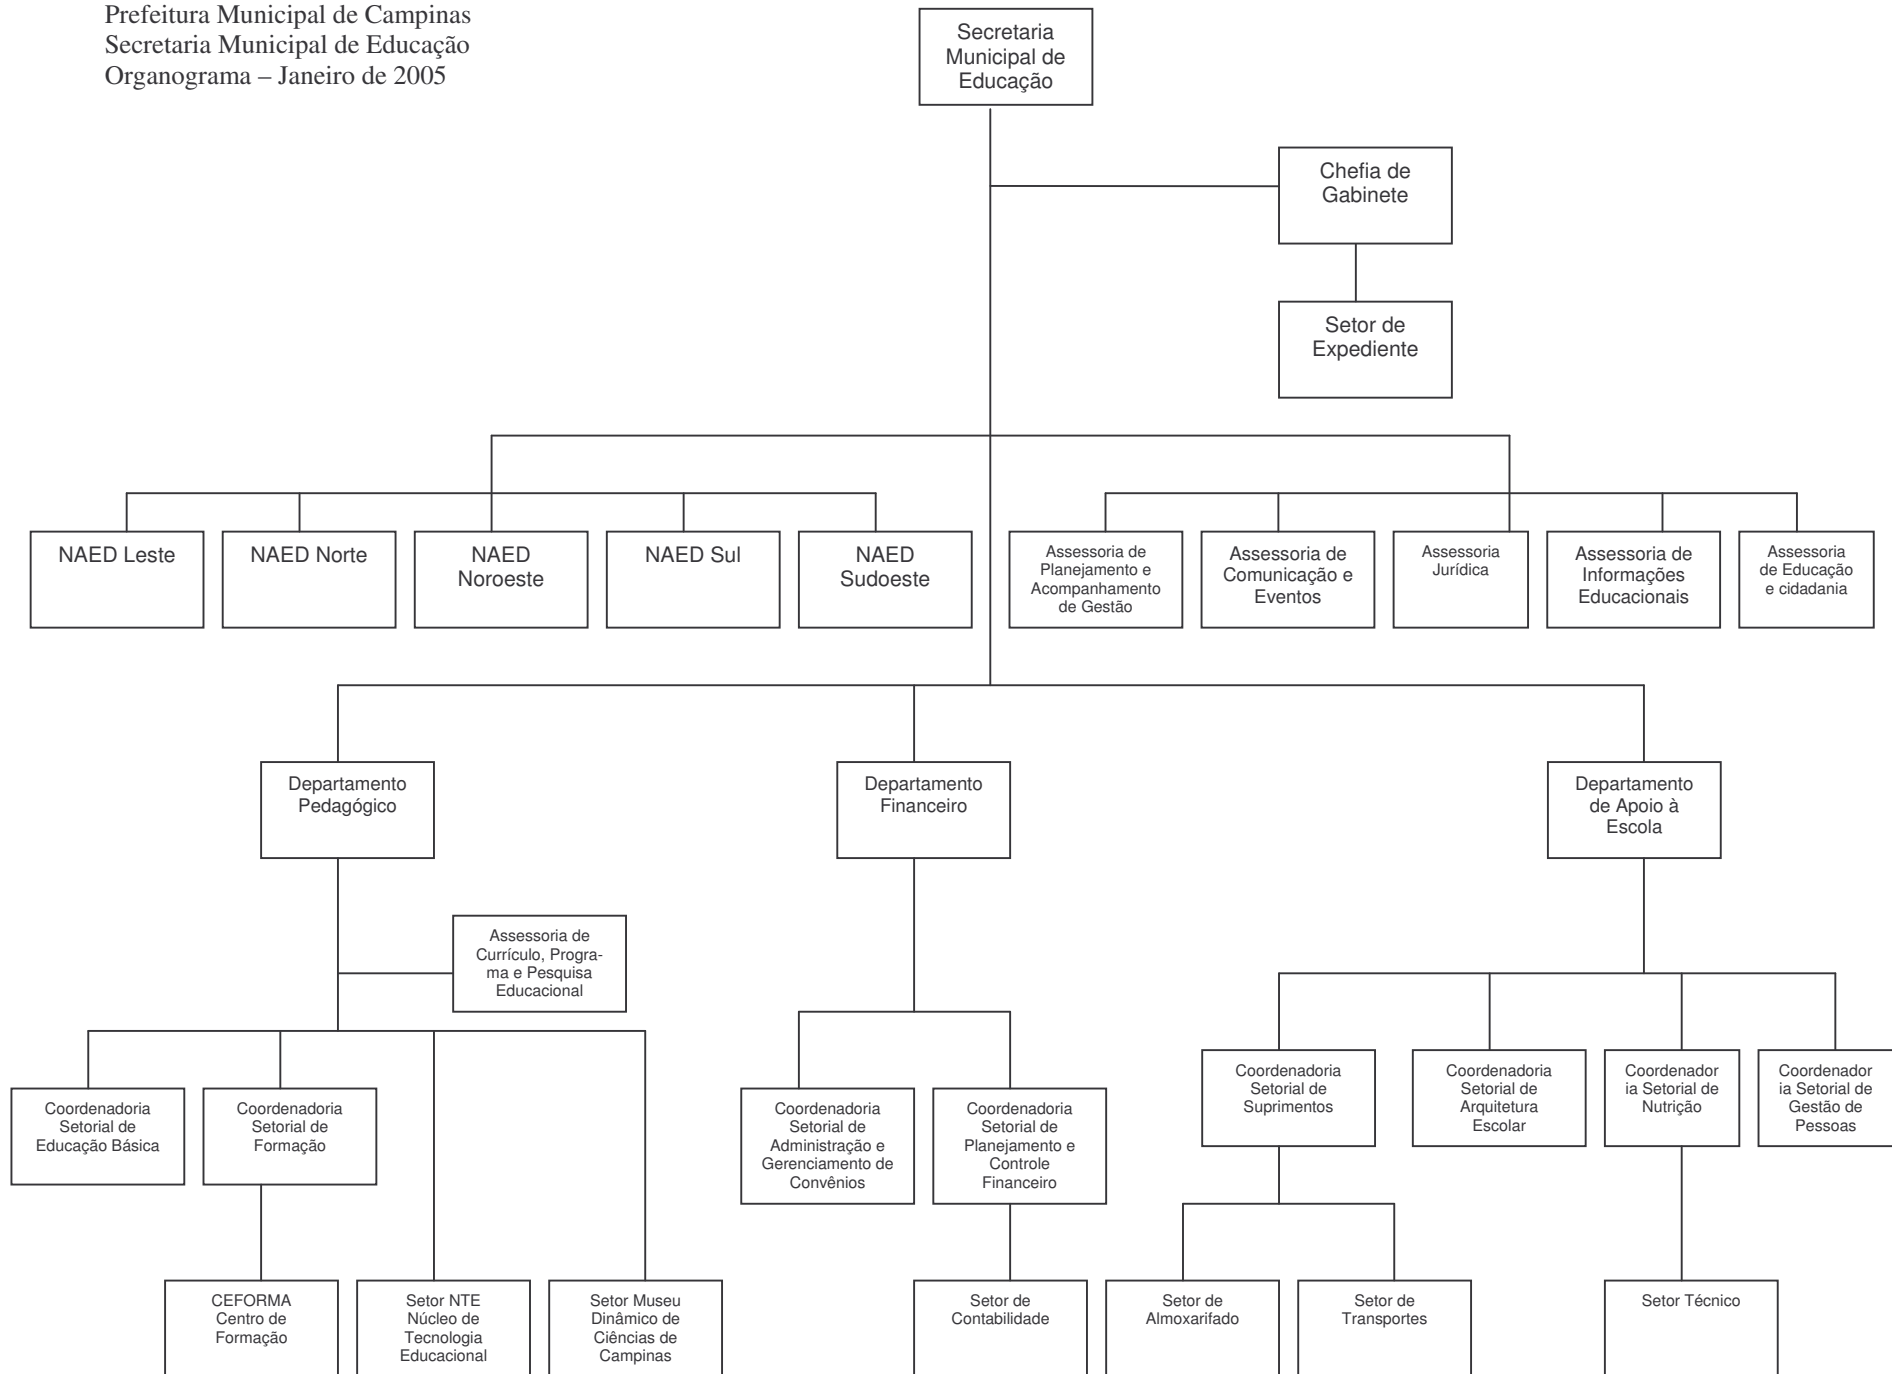 Prefeitura Municipal de Campinas
Secretaria Municipal de Educação
Organograma – Janeiro de 2005
Secretaria
Municipal de
Educação
Chefia de
Gabinete
Setor de
Expediente
NAED Leste
NAED Norte
NAED
Noroeste
NAED Sul
NAED
Sudoeste
Assessoria de
Planejamento e
Acompanhamento
de Gestão
Assessoria de
Comunicação e
Eventos
Assessoria
Jurídica
Assessoria de
Informações
Educacionais
Assessoria
de Educação
e cidadania
Departamento
Pedagógico
Departamento
Financeiro
Departamento
de Apoio à
Escola
Assessoria de
Currículo, Progra-
ma e Pesquisa
Educacional
Coordenadoria
Setorial de
Educação Básica
Coordenadoria
Setorial de
Formação
Coordenadoria
Setorial de
Administração e
Gerenciamento de
Convênios
Coordenadoria
Setorial de
Planejamento e
Controle
Financeiro
Coordenadoria
Setorial de
Suprimentos
Coordenadoria
Setorial de
Arquitetura
Escolar
Coordenador
ia Setorial de
Nutrição
Coordenador
ia Setorial de
Gestão de
Pessoas
CEFORMA
Centro de
Formação
Setor NTE
Núcleo de
Tecnologia
Educacional
Setor Museu
Dinâmico de
Ciências de
Campinas
Setor de
Contabilidade
Setor de
Almoxarifado
Setor de
Transportes
Setor Técnico